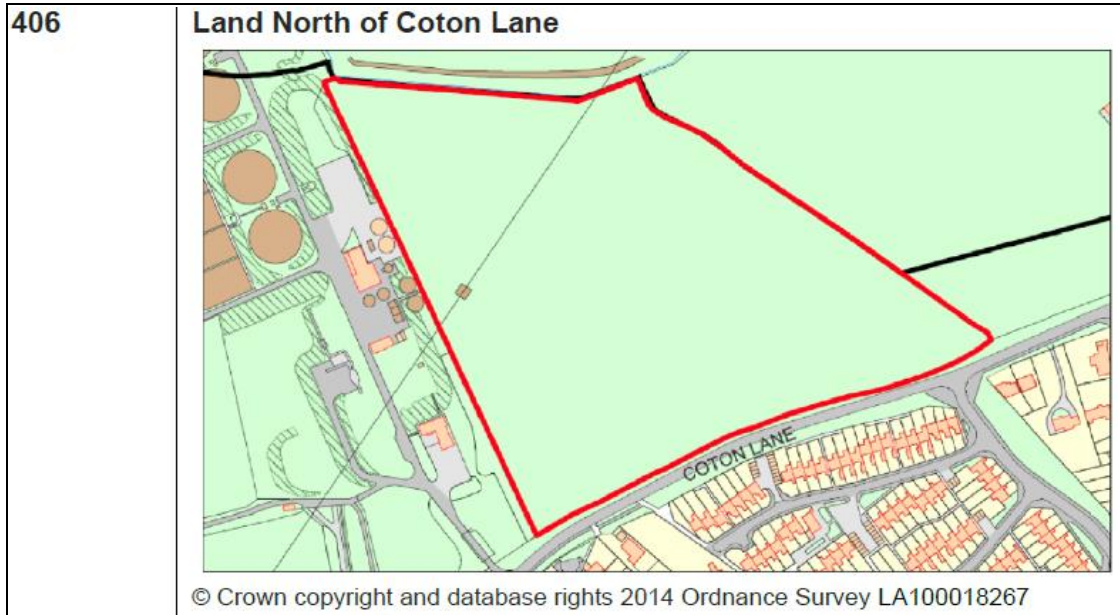 406
Land North of Coton Lane
COTON LANE
© Crown copyright and database rights 2014 Ordnance Survey LA100018267